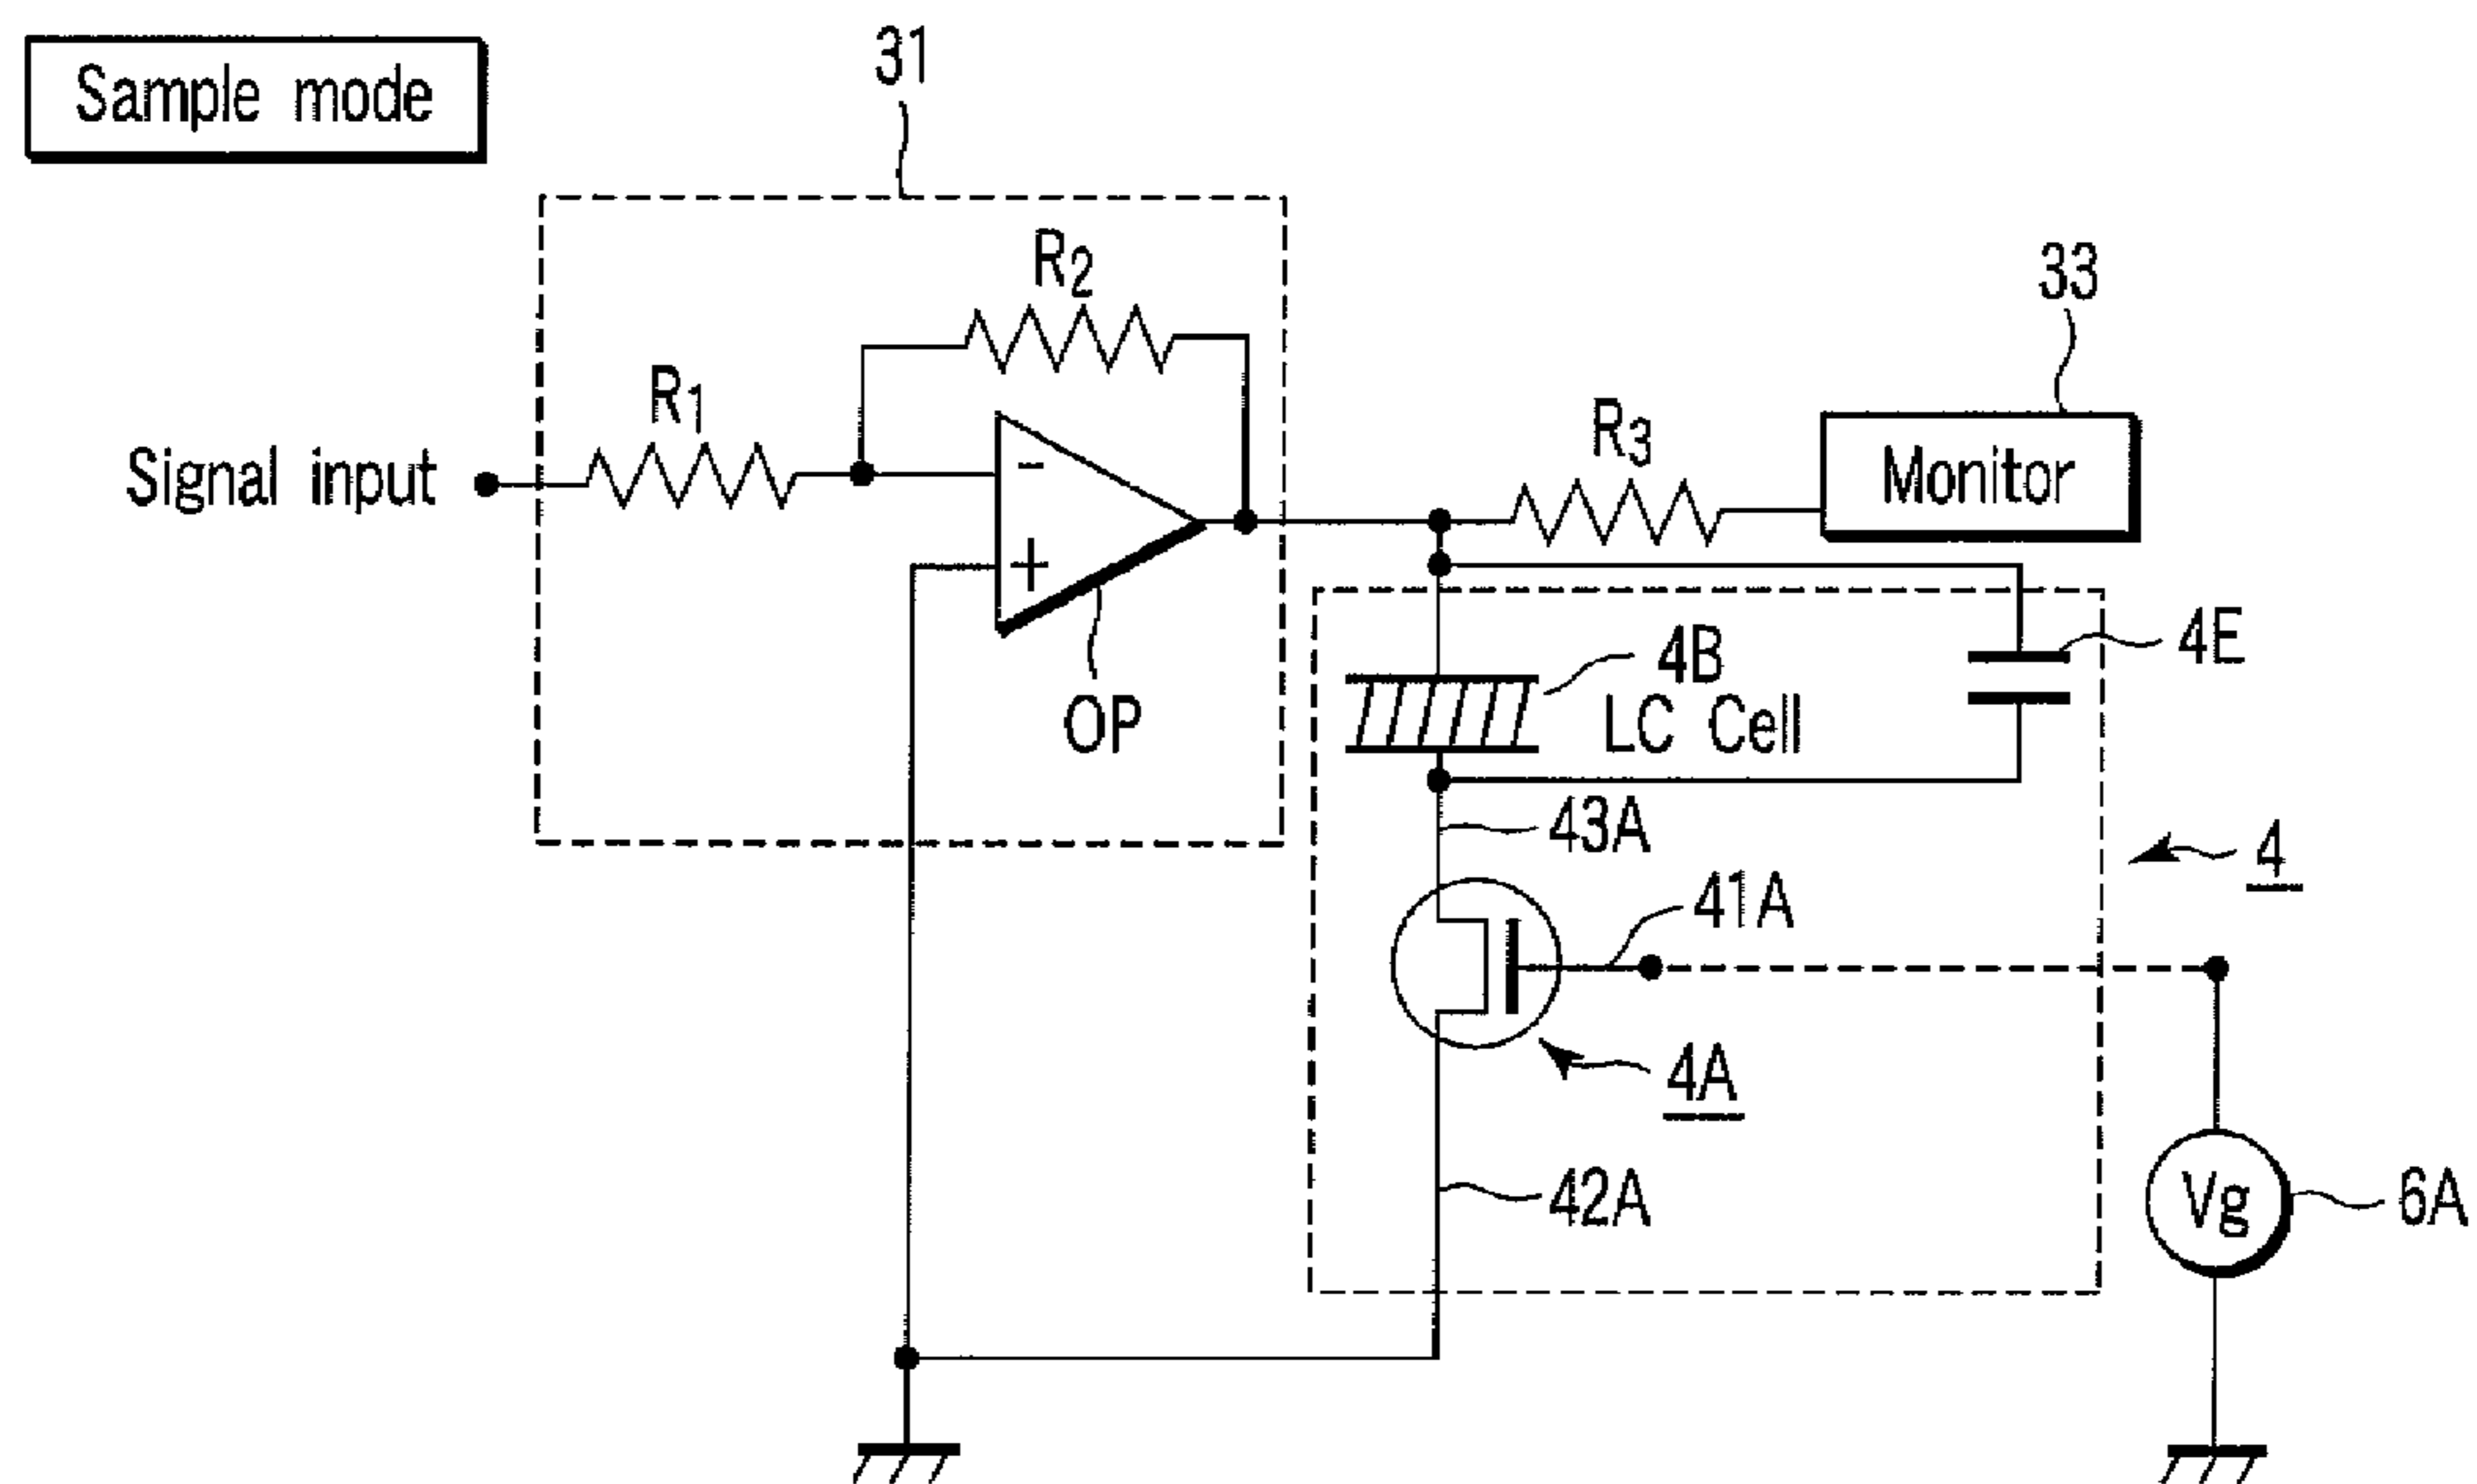 Sample mode
31
R2
33
R1
R3
Signal input
-
Monitor
+
4E
4B
OP
LC Cell
43A
4
41A
4A
42A
Vg
6A